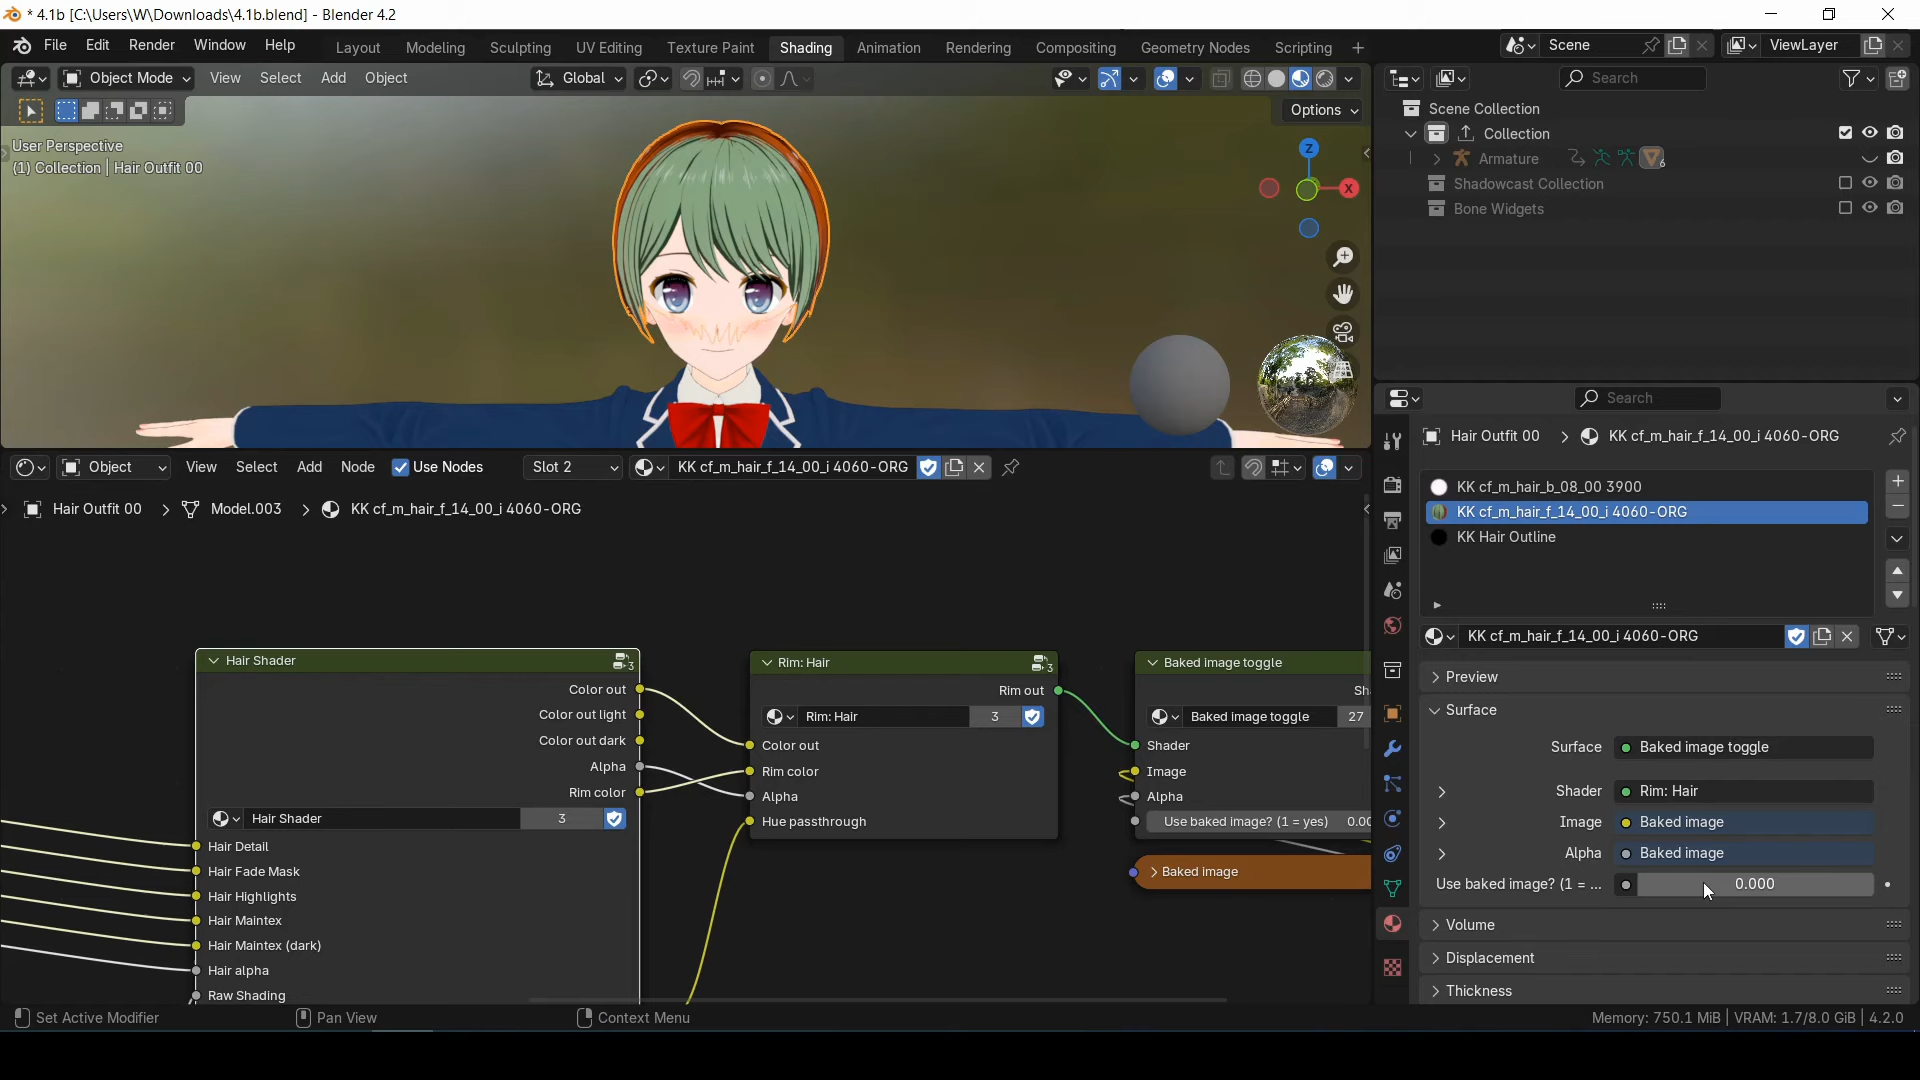 * 4.1b [C:\Users\W\Downloads\4.1b.blend] - Blender 4.2
File Edit Render Window Help Layout Modeling Sculpting UV Editing Texture Paint Shading Animation Rendering Compositing Geometry Nodes Scripting + Scene ViewLayer
Object Mode View Select Add Object Global Search
Options
User Perspective
(1) Collection | Hair Outfit 00
Z
X
Scene Collection
Collection
Armature 6
Shadowcast Collection
Bone Widgets
Search
Hair Outfit 00 > KK cf_m_hair_f_14_00_i 4060-ORG
Object View Select Add Node Use Nodes Slot 2 KK cf_m_hair_f_14_00_i 4060-ORG
Hair Outfit 00 > Model.003 > KK cf_m_hair_f_14_00_i 4060-ORG
KK cf_m_hair_b_08_00 3900
KK cf_m_hair_f_14_00_i 4060-ORG
KK Hair Outline
KK cf_m_hair_f_14_00_i 4060-ORG
Hair Shader 3
Color out
Color out light
Color out dark
Alpha
Rim color
Hair Shader 3
Hair Detail
Hair Fade Mask
Hair Highlights
Hair Maintex
Hair Maintex (dark)
Hair alpha
Raw Shading
Rim: Hair 3
Rim out
Rim: Hair 3
Color out
Rim color
Alpha
Hue passthrough
Baked image toggle
Sh
Baked image toggle 27
Shader
Image
Alpha
Use baked image? (1 = yes) 0.00
Baked image
Preview
Surface
Surface Baked image toggle
Shader Rim: Hair
Image Baked image
Alpha Baked image
Use baked image? (1 = ... 0.000
Volume
Displacement
Thickness
Set Active Modifier Pan View Context Menu Memory: 750.1 MiB | VRAM: 1.7/8.0 GiB | 4.2.0